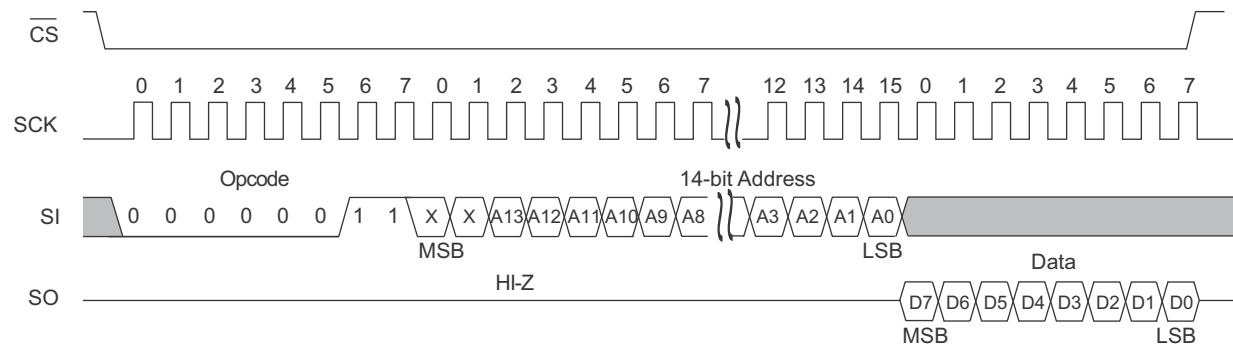 CS
0 1 2 3 4 5 6 7 0 1 2 3 4 5 6 7 12 13 14 15 0 1 2 3 4 5 6 7
SCK
Opcode 14-bit Address
SI 0 0 0 0 0 0 1 1 X X A13 A12 A11 A10 A9 A8 A3 A2 A1 A0
MSB LSB
HI-Z Data
SO D7 D6 D5 D4 D3 D2 D1 D0
MSB LSB